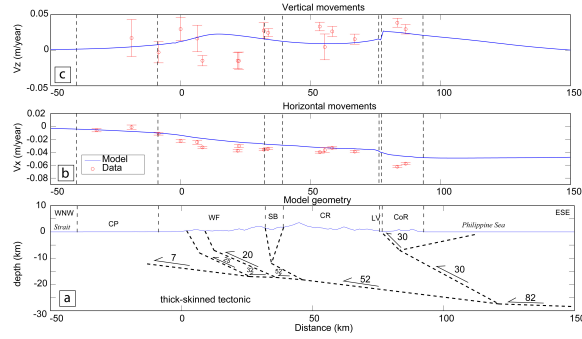 Vertical movements
0.05
Vz (m/year)
0
-0.05
c
-50 0 50 100 150
Horizontal movements
0.02
0
-0.02
-0.04
-0.06
-0.08
Vx (m/year)
Model
Data
b
-50 0 50 100 150
Model geometry
10
0
-10
-20
-30
depth (km)
WNW CP WF SB CR LV CoR ESE
Strait
Philippine Sea
30
7
20
30
52
82
a
thick-skinned tectonic
-50 0 50 100 150
Distance (km)